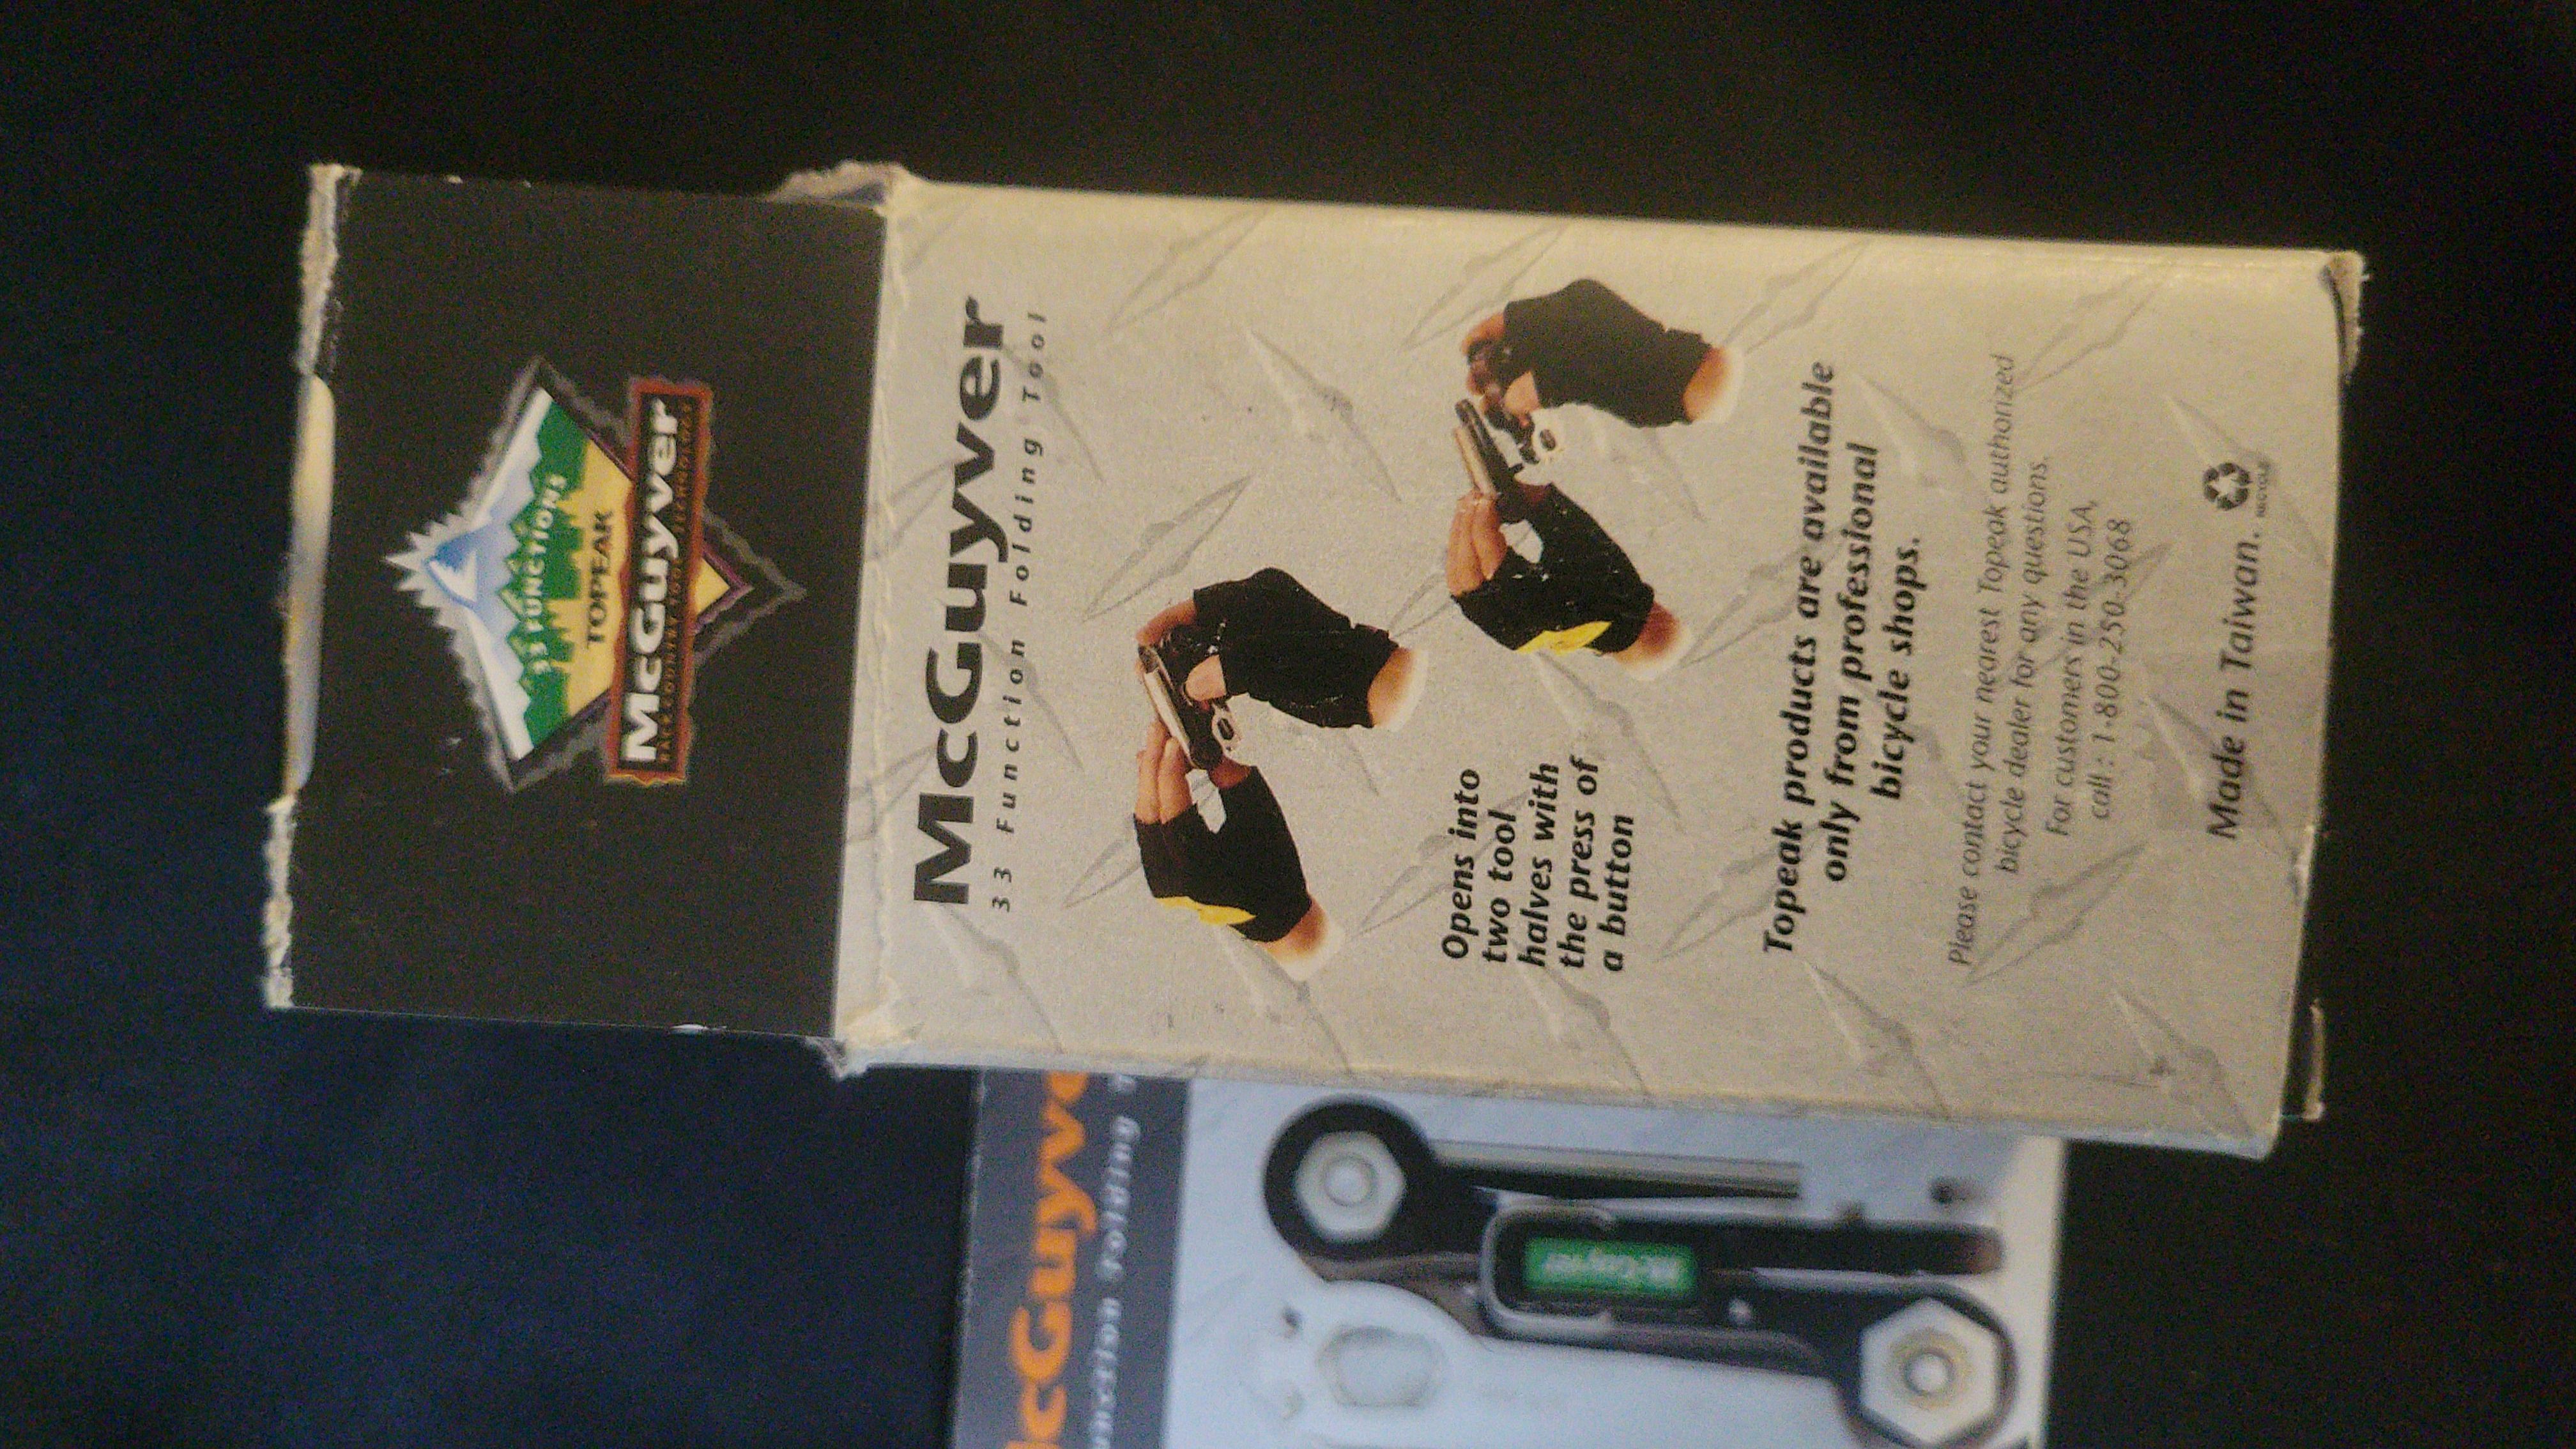 33 FUNCTIONS
TOPEAK
McGuyver
McGuyver
33 Function Folding Tool
Opens into
two tool
halves with
the press of
a button
Topeak products are available
only from professional
bicycle shops.
Please contact your nearest Topeak authorized
bicycle dealer for any questions.
For customers in the USA,
call : 1-800-250-3068
Made in Taiwan.
RECYCLE
Folding